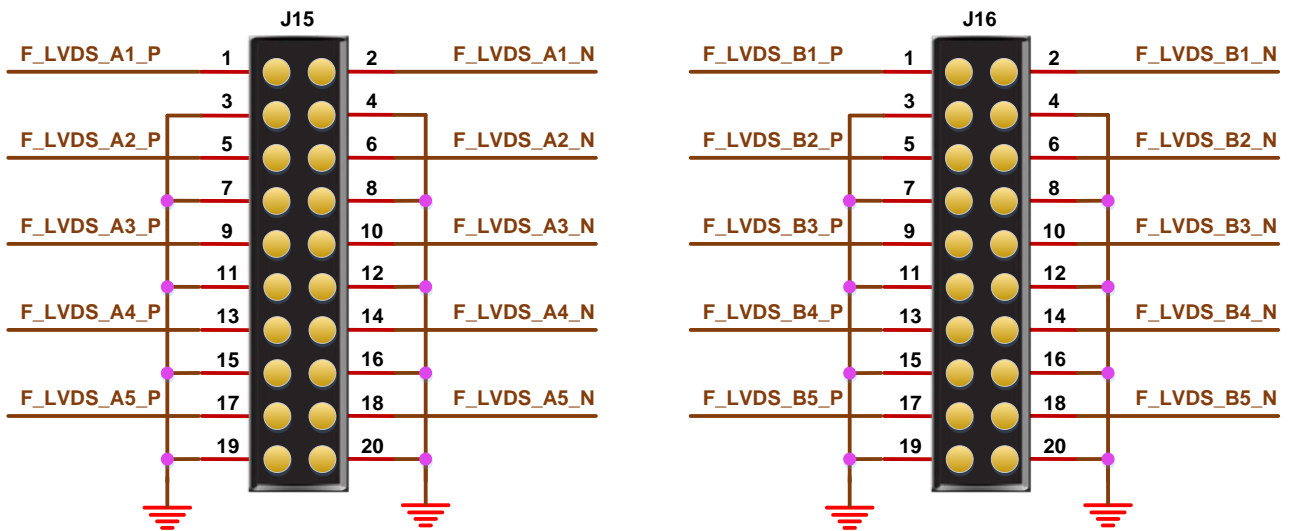 J15 J16
F_LVDS_A1_P 1 2 F_LVDS_A1_N F_LVDS_B1_P 1 2 F_LVDS_B1_N
3 4 3 4
F_LVDS_A2_P 5 6 F_LVDS_A2_N F_LVDS_B2_P 5 6 F_LVDS_B2_N
7 8 7 8
F_LVDS_A3_P 9 10 F_LVDS_A3_N F_LVDS_B3_P 9 10 F_LVDS_B3_N
11 12 11 12
F_LVDS_A4_P 13 14 F_LVDS_A4_N F_LVDS_B4_P 13 14 F_LVDS_B4_N
15 16 15 16
F_LVDS_A5_P 17 18 F_LVDS_A5_N F_LVDS_B5_P 17 18 F_LVDS_B5_N
19 20 19 20